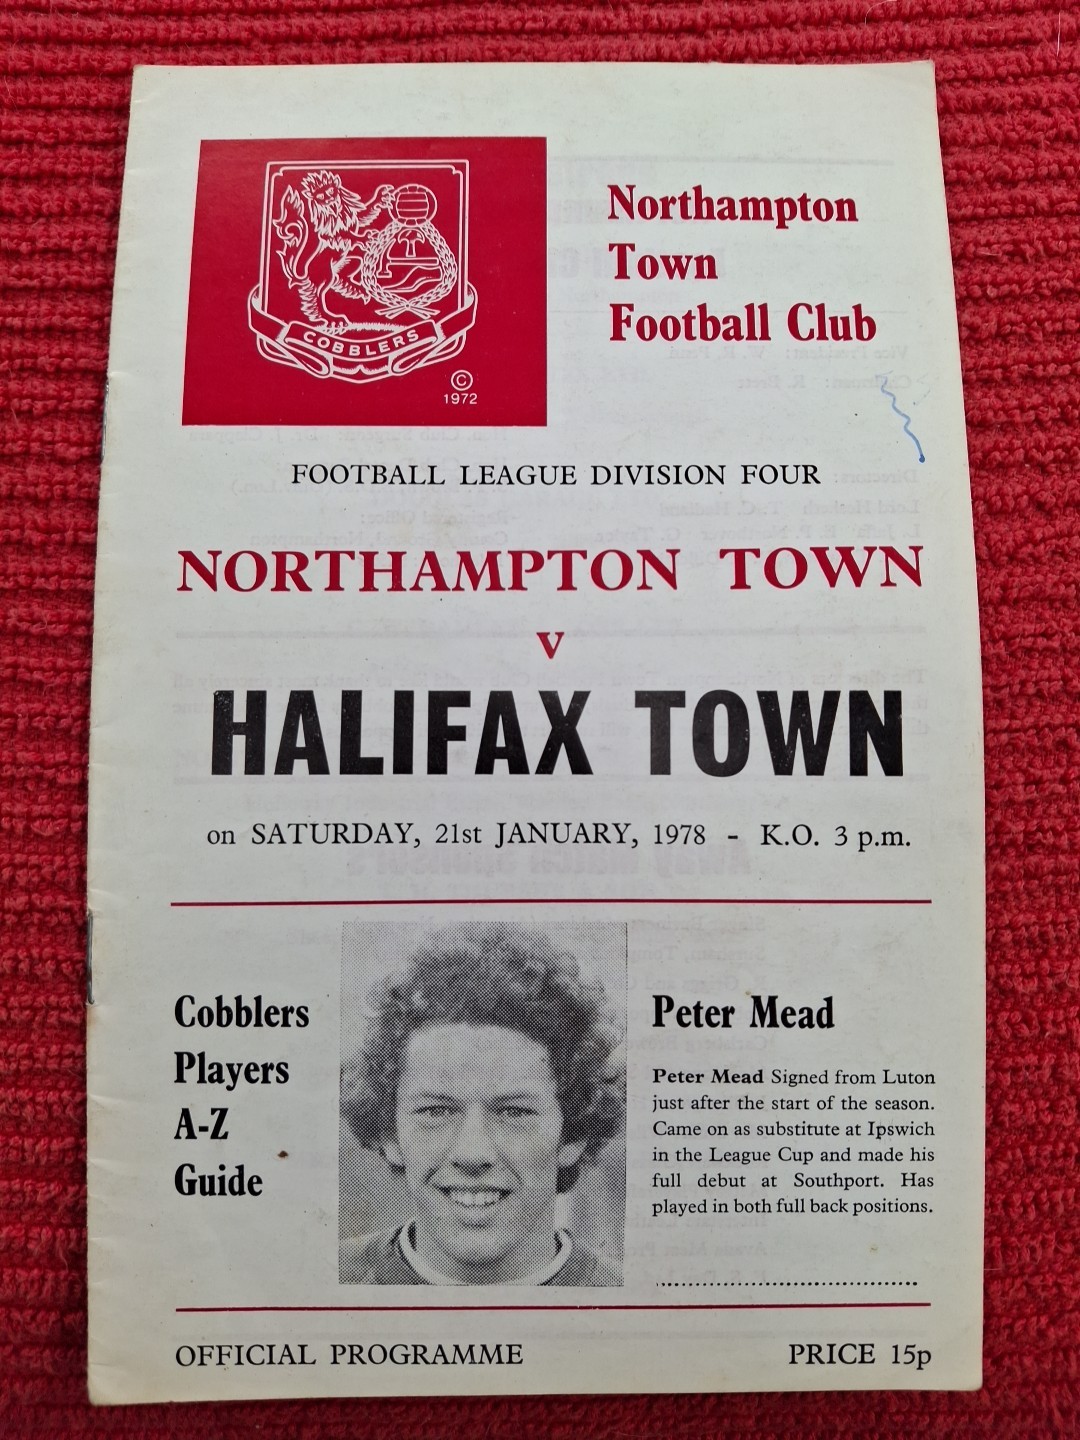 COBBLERS
©
1972
Northampton
Town
Football Club
FOOTBALL LEAGUE DIVISION FOUR
NORTHAMPTON TOWN
v
HALIFAX TOWN
on SATURDAY, 21st JANUARY, 1978 - K.O. 3 p.m.
Cobblers
Players
A-Z
Guide
Peter Mead
Peter Mead Signed from Luton
just after the start of the season.
Came on as substitute at Ipswich
in the League Cup and made his
full debut at Southport. Has
played in both full back positions.
OFFICIAL PROGRAMME
PRICE 15p